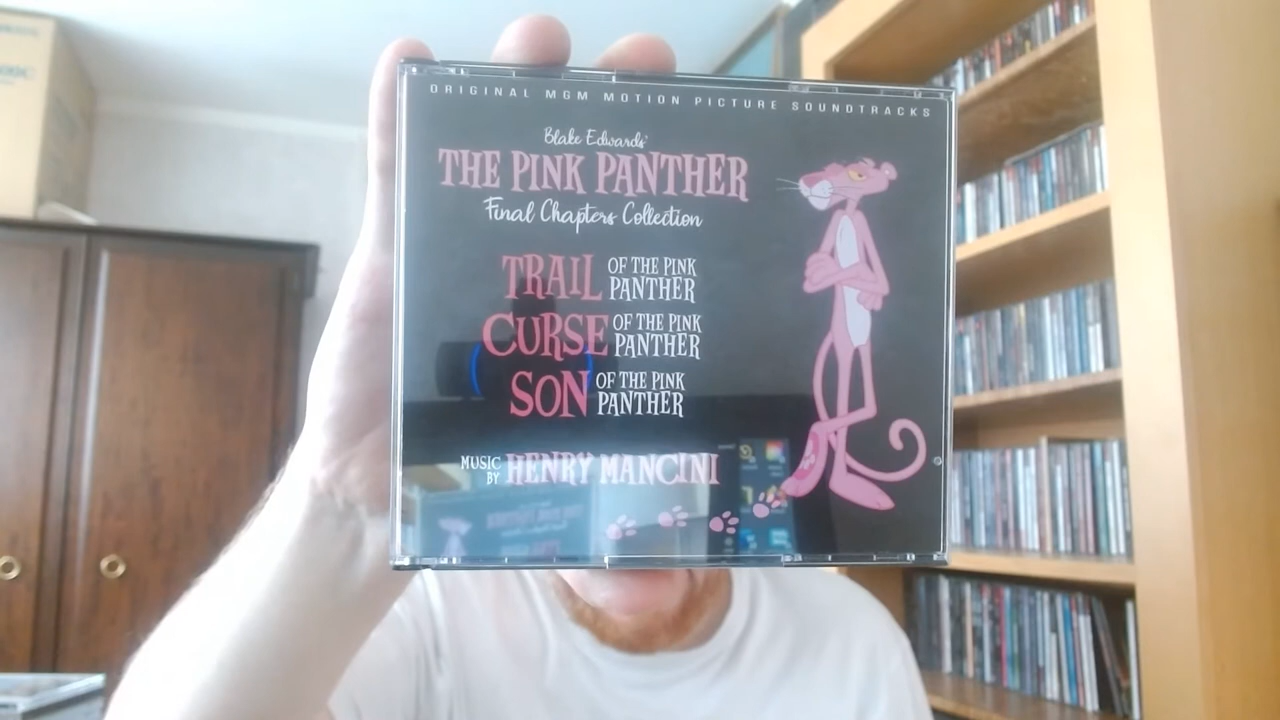 ORIGINAL MGM MOTION PICTURE SOUNDTRACKS
Blake Edwards'
THE PINK PANTHER
Final Chapters Collection
TRAIL OF THE PINK PANTHER
CURSE OF THE PINK PANTHER
SON OF THE PINK PANTHER
MUSIC BY HENRY MANCINI